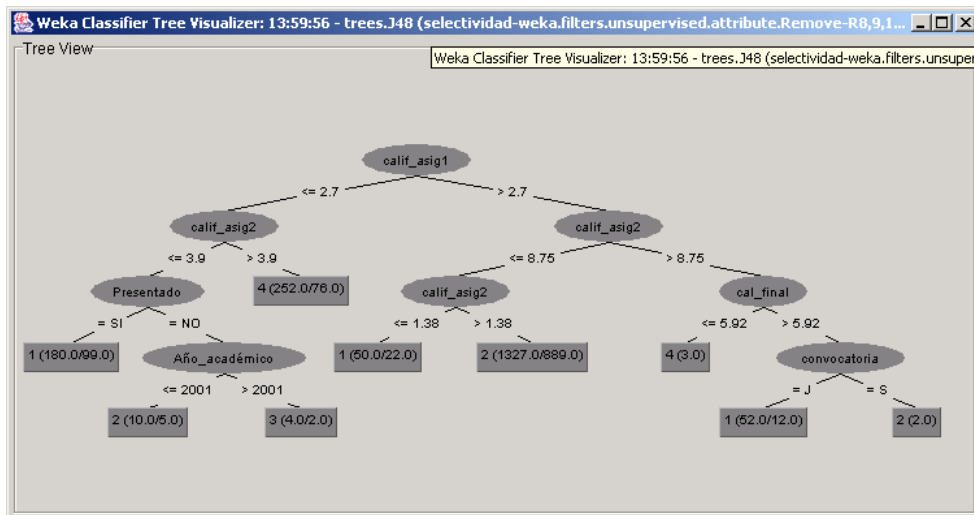 Weka Classifier Tree Visualizer: 13:59:56 - trees.J48 (selectividad-weka.filters.unsupervised.attribute.Remove-R8,9,1...
Tree View
Weka Classifier Tree Visualizer: 13:59:56 - trees.J48 (selectividad-weka.filters.unsuper
calif_asig1
<= 2.7 > 2.7
calif_asig2 calif_asig2
<= 3.9 > 3.9 <= 8.75 > 8.75
Presentado 4 (252.0/76.0) calif_asig2 cal_final
= SI = NO <= 1.38 > 1.38 <= 5.92 > 5.92
1 (180.0/99.0) Año_académico 1 (50.0/22.0) 2 (1327.0/889.0) 4 (3.0) convocatoria
<= 2001 > 2001 = J = S
2 (10.0/5.0) 3 (4.0/2.0) 1 (52.0/12.0) 2 (2.0)